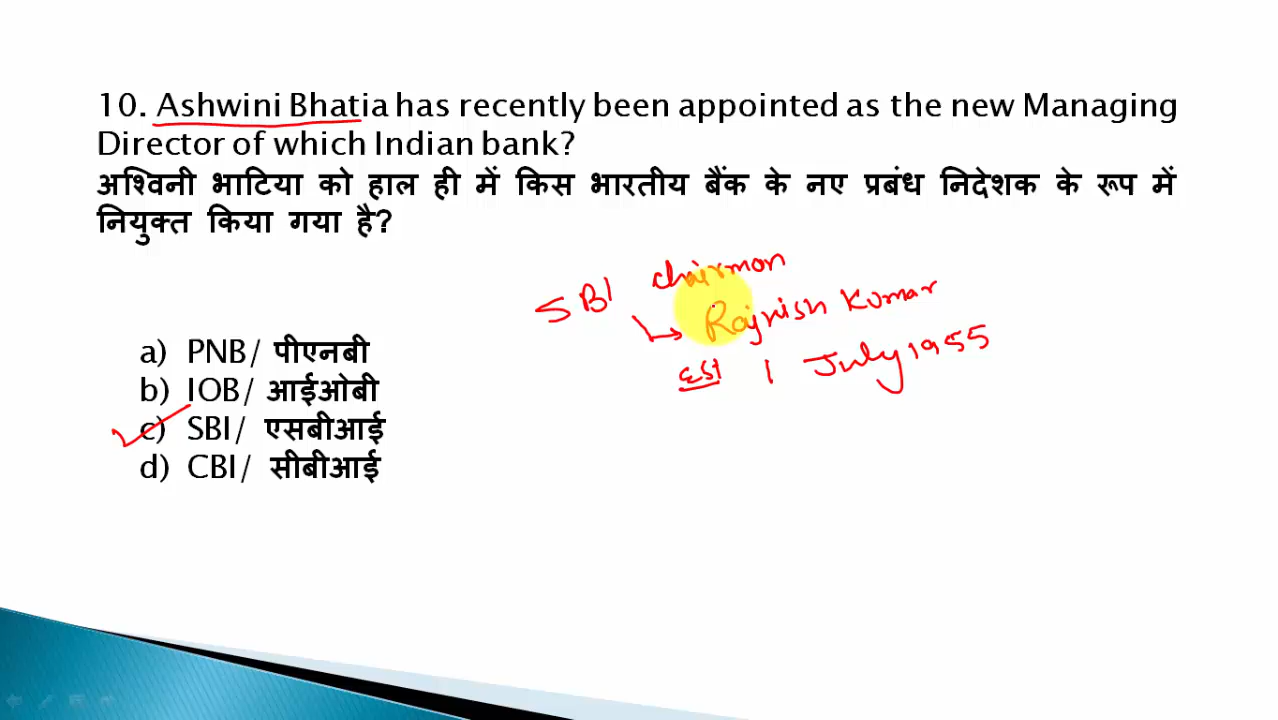 10. Ashwini Bhatia has recently been appointed as the new Managing
Director of which Indian bank?
अश्विनी भाटिया को हाल ही में किस भारतीय बैंक के नए प्रबंध निदेशक के रूप में
नियुक्त किया गया है?
SBI chairman
Rajnish Kumar
EST 1 July 1955
a) PNB/ पीएनबी
b) IOB/ आईओबी
c) SBI/ एसबीआई
d) CBI/ सीबीआई